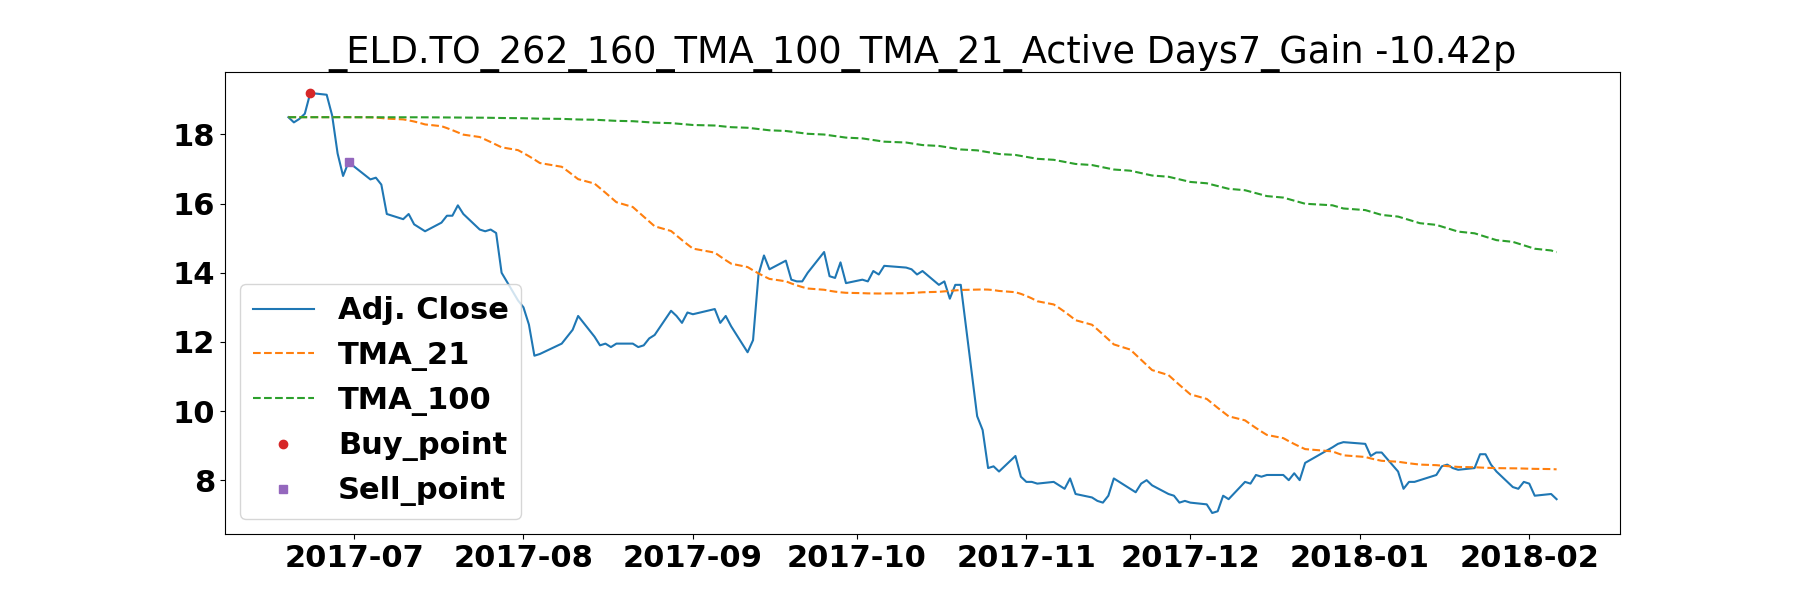 _ELD.TO_262_160_TMA_100_TMA_21_Active Days7_Gain -10.42p
18
16
14
12
10
8
Adj. Close
TMA_21
TMA_100
Buy_point
Sell_point
2017-07 2017-08 2017-09 2017-10 2017-11 2017-12 2018-01 2018-02